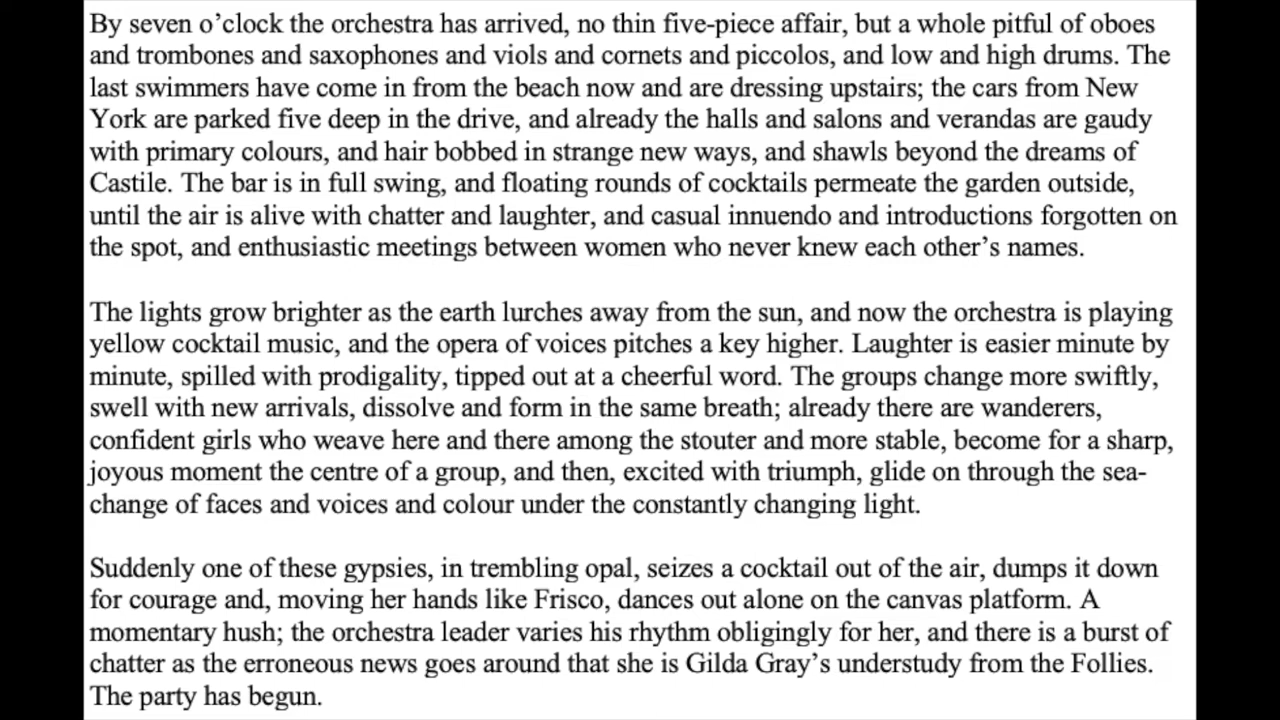 By seven o’clock the orchestra has arrived, no thin five-piece affair, but a whole pitful of oboes
and trombones and saxophones and viols and cornets and piccolos, and low and high drums. The
last swimmers have come in from the beach now and are dressing upstairs; the cars from New
York are parked five deep in the drive, and already the halls and salons and verandas are gaudy
with primary colours, and hair bobbed in strange new ways, and shawls beyond the dreams of
Castile. The bar is in full swing, and floating rounds of cocktails permeate the garden outside,
until the air is alive with chatter and laughter, and casual innuendo and introductions forgotten on
the spot, and enthusiastic meetings between women who never knew each other’s names.
The lights grow brighter as the earth lurches away from the sun, and now the orchestra is playing
yellow cocktail music, and the opera of voices pitches a key higher. Laughter is easier minute by
minute, spilled with prodigality, tipped out at a cheerful word. The groups change more swiftly,
swell with new arrivals, dissolve and form in the same breath; already there are wanderers,
confident girls who weave here and there among the stouter and more stable, become for a sharp,
joyous moment the centre of a group, and then, excited with triumph, glide on through the sea-
change of faces and voices and colour under the constantly changing light.
Suddenly one of these gypsies, in trembling opal, seizes a cocktail out of the air, dumps it down
for courage and, moving her hands like Frisco, dances out alone on the canvas platform. A
momentary hush; the orchestra leader varies his rhythm obligingly for her, and there is a burst of
chatter as the erroneous news goes around that she is Gilda Gray’s understudy from the Follies.
The party has begun.